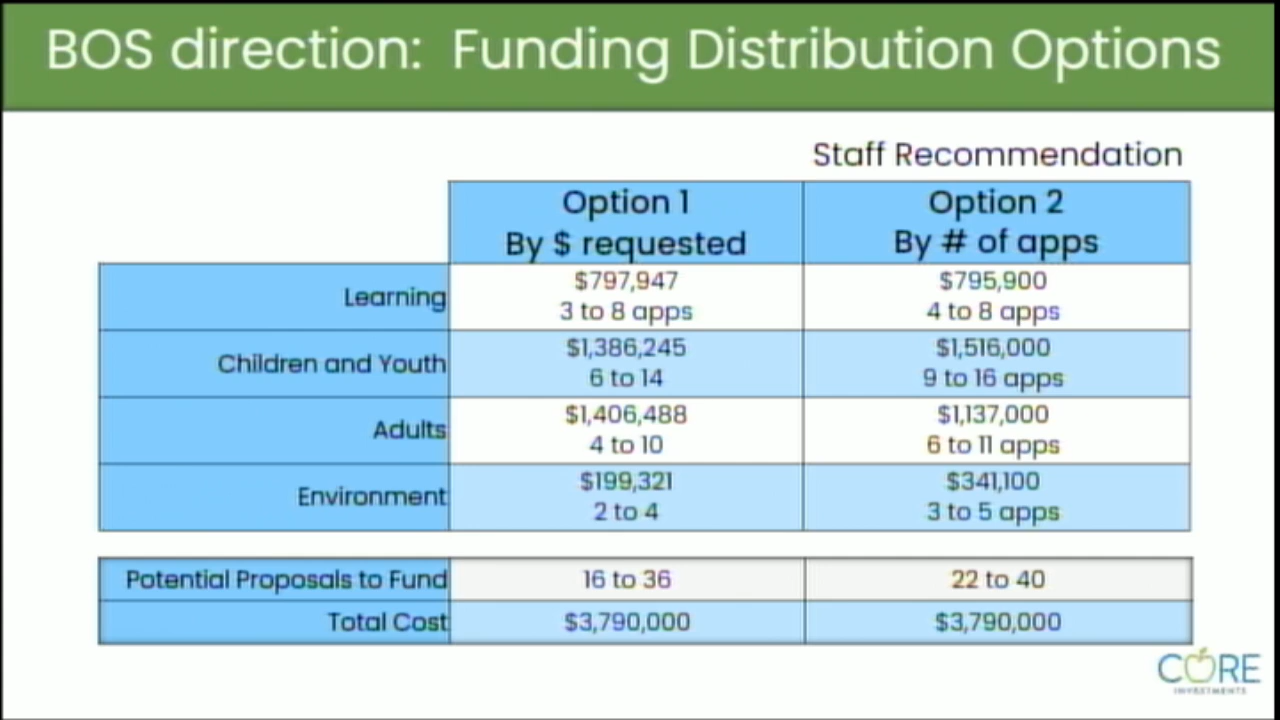 BOS direction: Funding Distribution Options
Staff Recommendation
Option 1 Option 2
By $ requested By # of apps
Learning $797,947 $795,900
3 to 8 apps 4 to 8 apps
Children and Youth $1,386,245 $1,516,000
6 to 14 9 to 16 apps
Adults $1,406,488 $1,137,000
4 to 10 6 to 11 apps
Environment $199,321 $341,100
2 to 4 3 to 5 apps
Potential Proposals to Fund 16 to 36 22 to 40
Total Cost $3,790,000 $3,790,000
CORE
INVESTMENTS